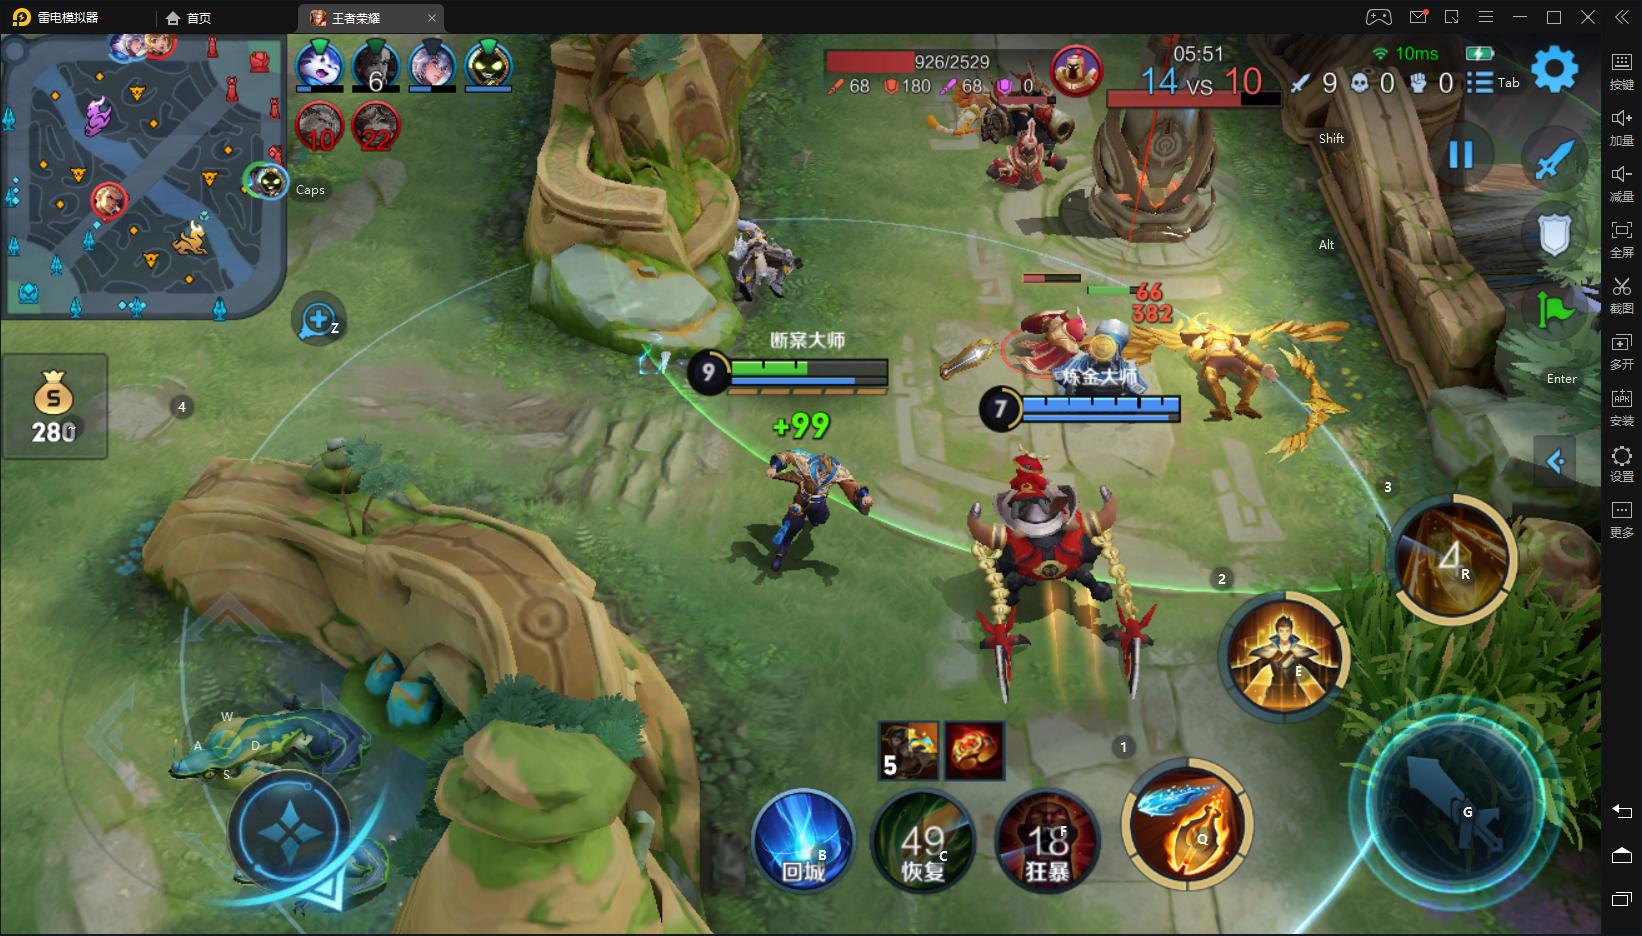 雷电模拟器
首页
王者荣耀
926/2529
68 180 68 0
05:51
14 VS 10
10ms
9 0 0
Tab
6
10
22
Caps
Shift
Alt
Enter
Z
280
4
断案大师
9
+99
66
382
炼金大师
7
3
2
1
4
R
E
Q
G
W
A
D
S
5
回城
B
49
恢复
C
18
F
狂暴
按键
加量
减量
全屏
截图
多开
APK
安装
设置
更多